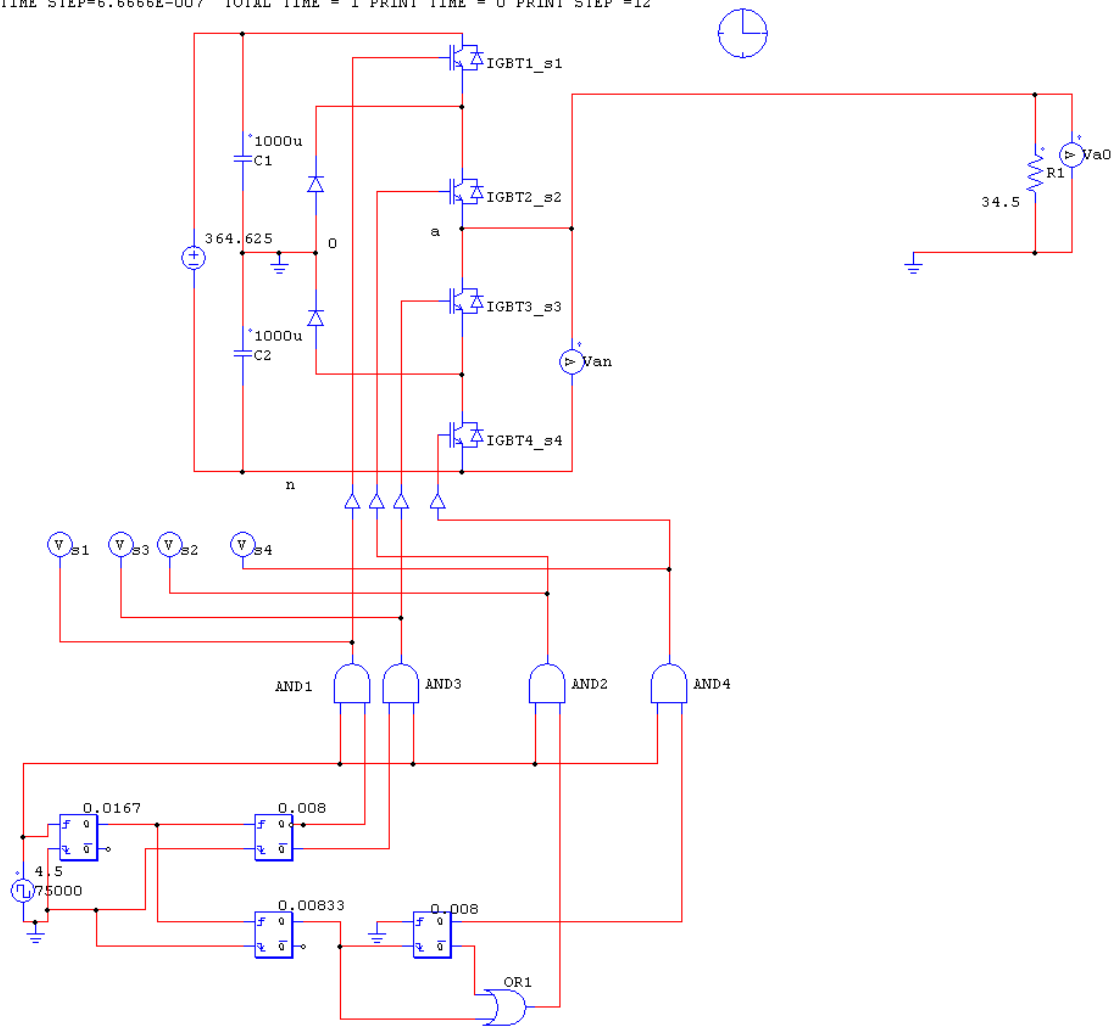 TIME STEP=6.6666E-007 TOTAL TIME = 1 PRINT TIME = 0 PRINT STEP =12
IGBT1_s1
1000u
C1
Va0
R1
34.5
IGBT2_s2
a
364.625
0
IGBT3_s3
1000u
C2
Van
IGBT4_s4
n
V s1
V s3
V s2
V s4
AND1
AND3
AND2
AND4
0.0167
0.008
Q
Q
Q
Q
4.5
75000
0.00833
0.008
Q
Q
Q
Q
OR1